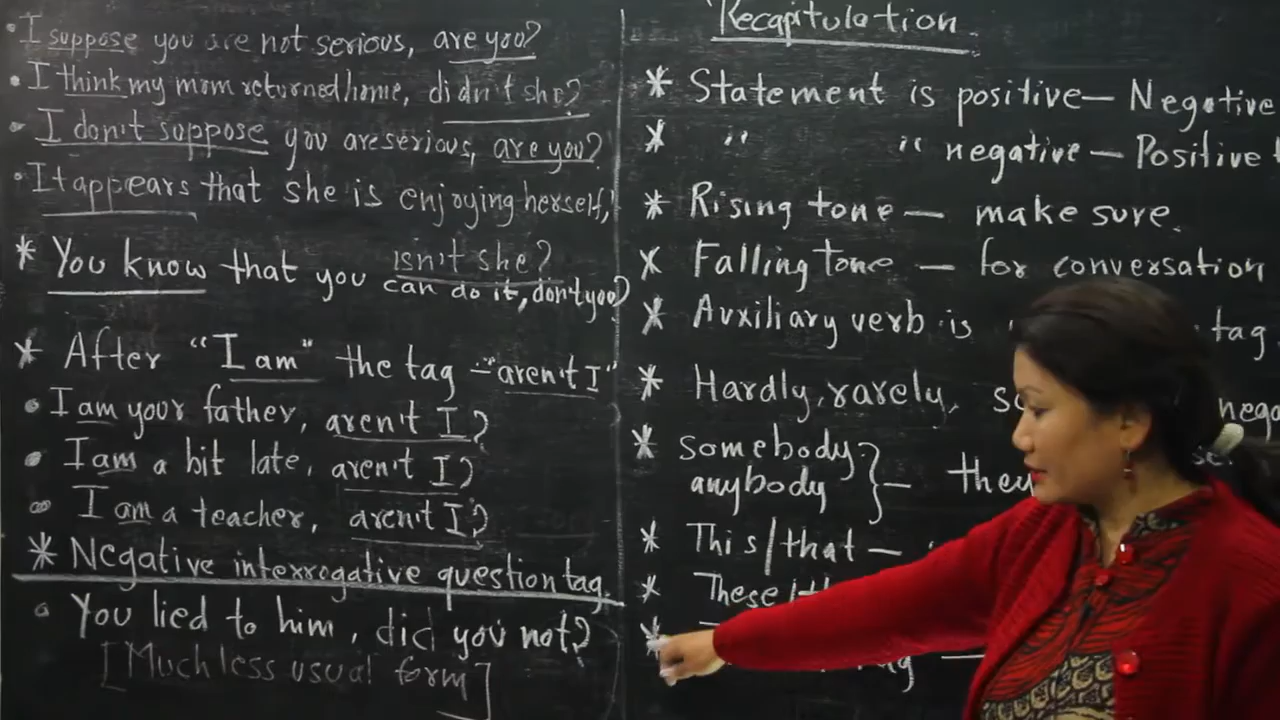 • I suppose you are not serious, are you?
• I think my mom returned home, didn't she?
• I don't suppose you are serious, are you?
• It appears that she is enjoying herself,
isn't she?
* You know that you can do it, don't you?
* After "I am" the tag – "aren't I"
• I am your father, aren't I?
• I am a bit late, aren't I?
• I am a teacher, aren't I?
* Negative interrogative question tag.
• You lied to him, did you not?
[Much less usual form]
Recapitulation
* Statement is positive — Negative
* " " negative — Positive
* Rising tone — make sure.
* Falling tone — for conversation
* Auxiliary verb is tag.
* Hardly, rarely,
* somebody
anybody } — they
* This/that —
* These/
*